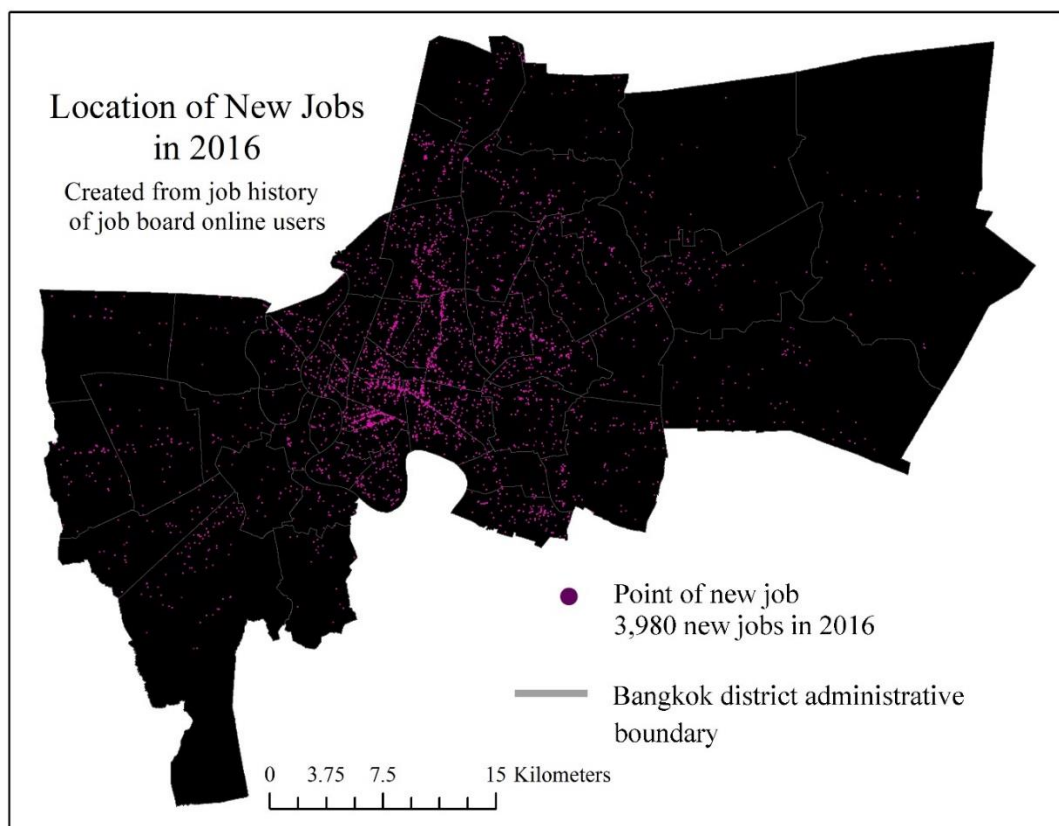 Location of New Jobs
in 2016
Created from job history
of job board online users
Point of new job
3,980 new jobs in 2016
Bangkok district administrative
boundary
0 3.75 7.5 15 Kilometers